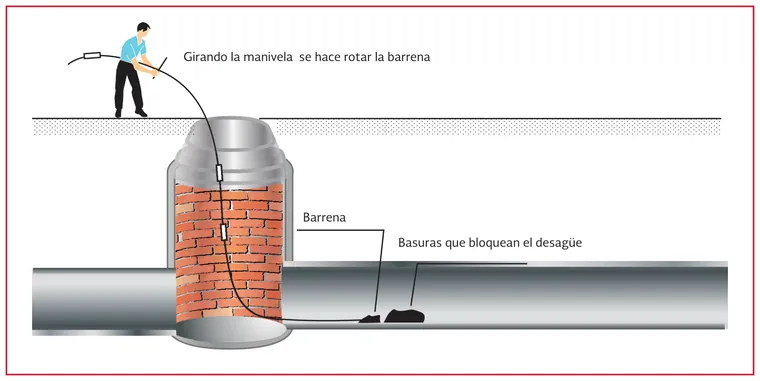 Girando la manivela se hace rotar la barrena
Barrena
Basuras que bloquean el desagüe